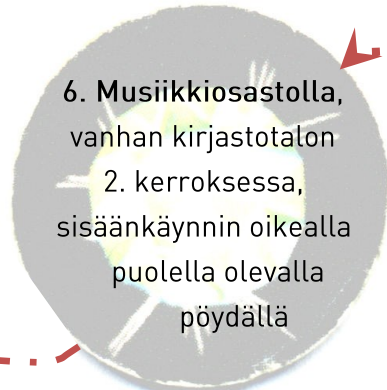 6. Musiikkiosastolla,
vanhan kirjastotalon
2. kerroksessa,
sisäänkäynnin oikealla
puolella olevalla
pöydällä